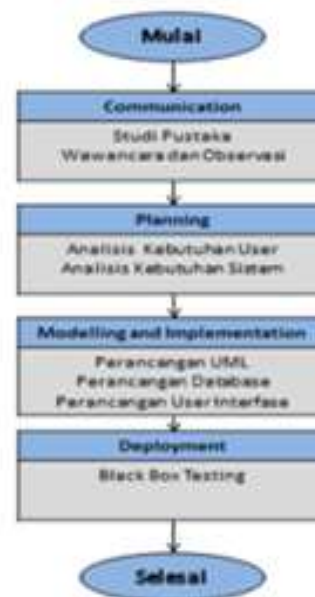 Mulai
Communication
Studi Pustaka
Wawancara dan Observasi
Planning
Analisis Kebutuhan User
Analisis Kebutuhan Sistem
Modelling and Implementation
Perancangan UML
Perancangan Database
Perancangan User Interfase
Deployment
Black Box Testing
Selesai